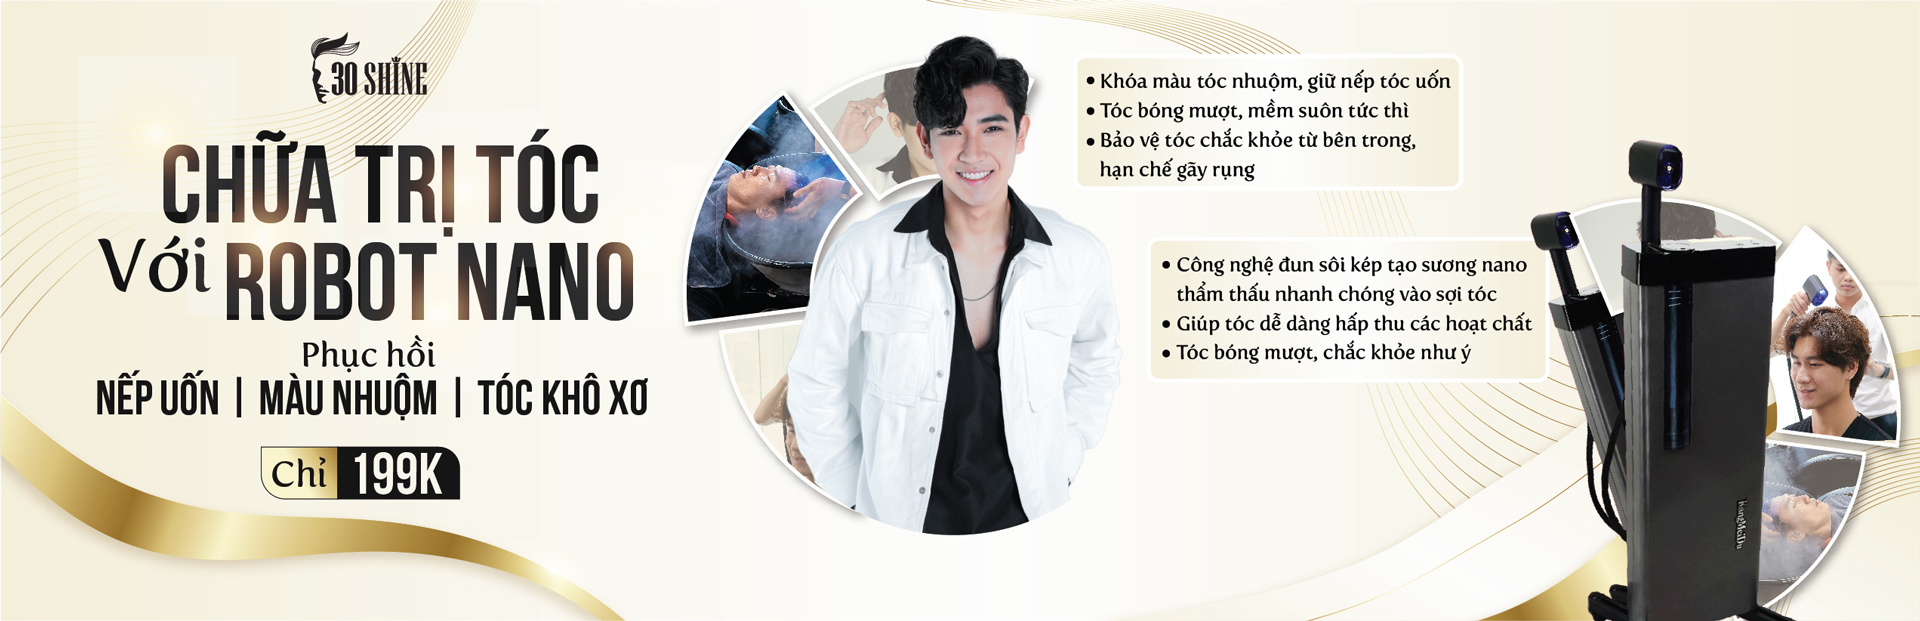 30 SHINE
CHỮA TRỊ TÓC
Với ROBOT NANO
Phục hồi
NẾP UỐN | MÀU NHUỘM | TÓC KHÔ XƠ
Chỉ 199K
• Khóa màu tóc nhuộm, giữ nếp tóc uốn
• Tóc bóng mượt, mềm suôn tức thì
• Bảo vệ tóc chắc khỏe từ bên trong,
hạn chế gãy rụng
• Công nghệ đun sôi kép tạo sương nano
thẩm thấu nhanh chóng vào sợi tóc
• Giúp tóc dễ dàng hấp thu các hoạt chất
• Tóc bóng mượt, chắc khỏe như ý
KangMeiDu